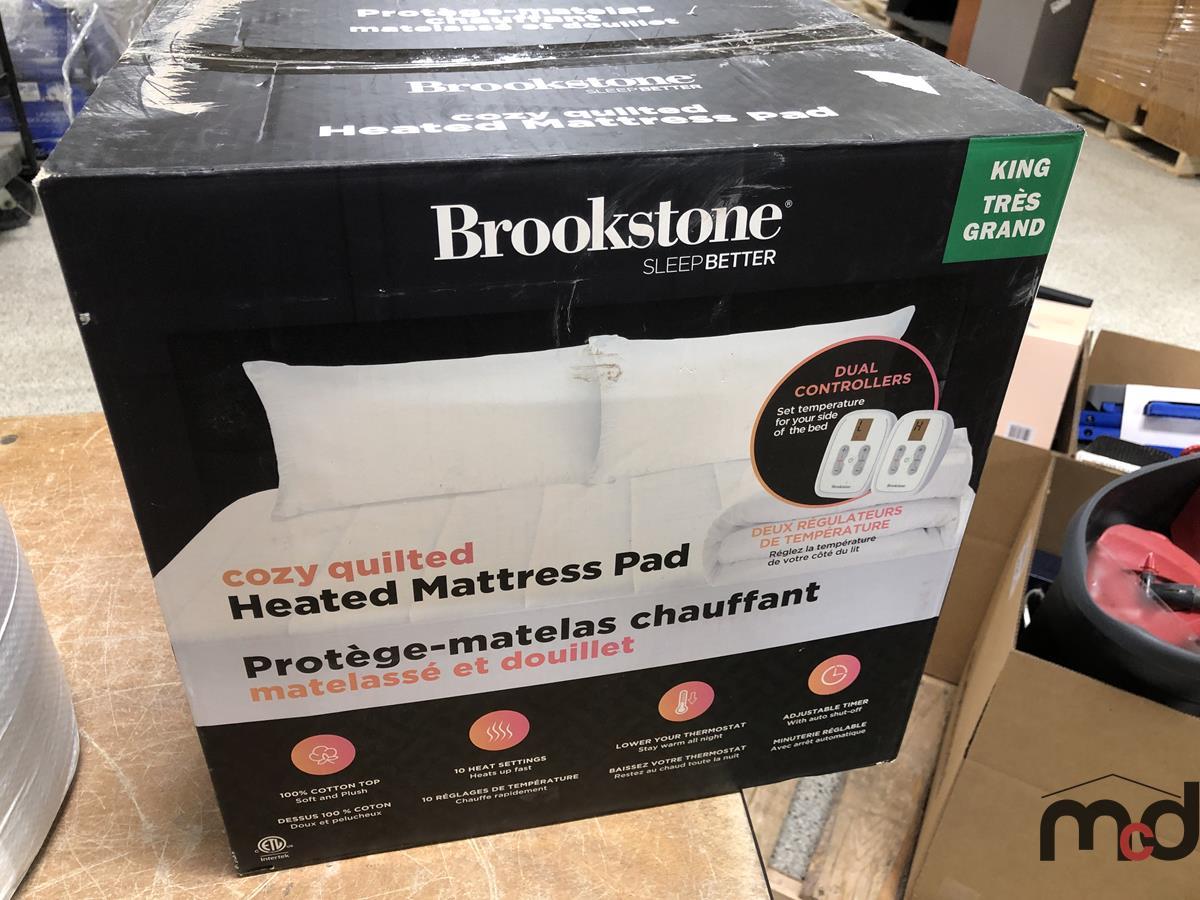 Protège-matelas
chauffant
matelassé et douillet
Brookstone
SLEEPBETTER
cozy quilted
Heated Mattress Pad
KING
TRÈS
GRAND
Brookstone®
SLEEPBETTER
DUAL
CONTROLLERS
Set temperature
for your side
of the bed
L
H
Brookstone
Brookstone
DEUX RÉGULATEURS
DE TEMPÉRATURE
Réglez la température
de votre côté du lit
cozy quilted
Heated Mattress Pad
Protège-matelas chauffant
matelassé et douillet
100% COTTON TOP
Soft and Plush
DESSUS 100 % COTON
Doux et pelucheux
10 HEAT SETTINGS
Heats up fast
10 RÉGLAGES DE TEMPÉRATURE
Chauffe rapidement
LOWER YOUR THERMOSTAT
Stay warm all night
BAISSEZ VOTRE THERMOSTAT
Restez au chaud toute la nuit
ADJUSTABLE TIMER
With auto shut-off
MINUTERIE RÉGLABLE
Avec arrêt automatique
C ETL US
Intertek
mcd